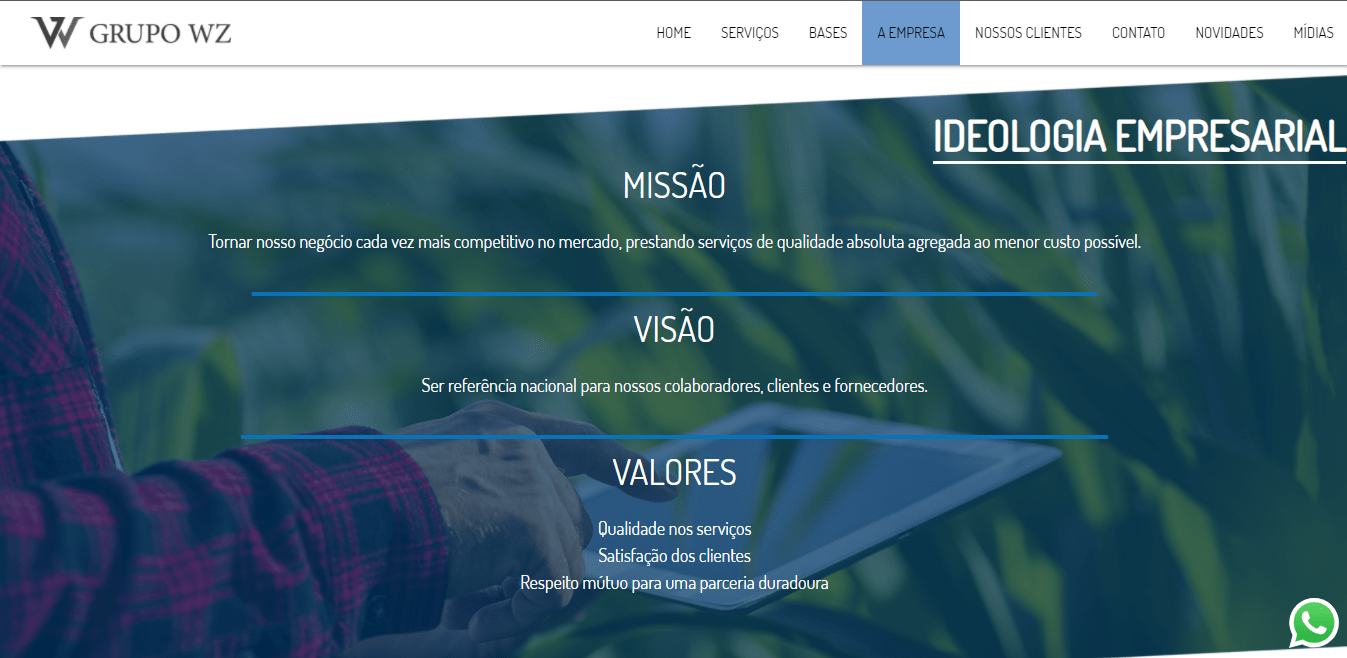 GRUPO WZ
HOME SERVIÇOS BASES A EMPRESA NOSSOS CLIENTES CONTATO NOVIDADES MÍDIAS
IDEOLOGIA EMPRESARIAL
MISSÃO
Tornar nosso negócio cada vez mais competitivo no mercado, prestando serviços de qualidade absoluta agregada ao menor custo possível.
VISÃO
Ser referência nacional para nossos colaboradores, clientes e fornecedores.
VALORES
Qualidade nos serviços
Satisfação dos clientes
Respeito mútuo para uma parceria duradoura